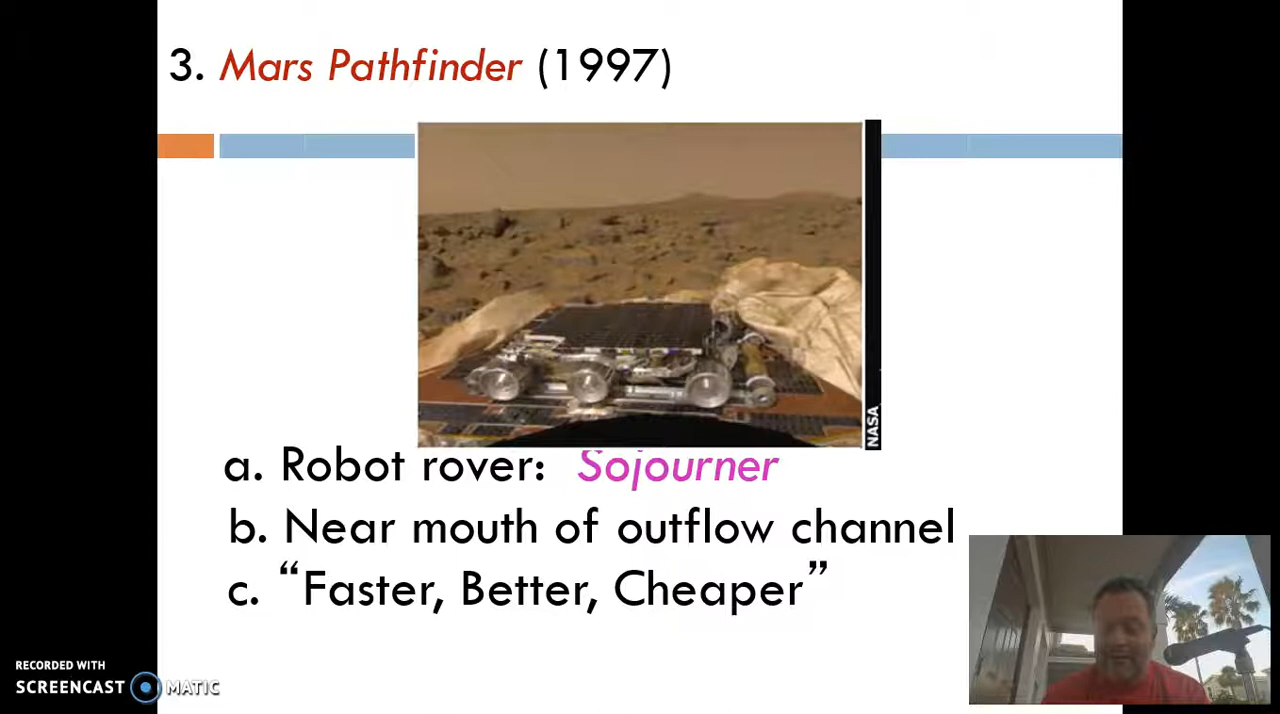 3. Mars Pathfinder (1997)
NASA
a. Robot rover: Sojourner
b. Near mouth of outflow channel
c. “Faster, Better, Cheaper”
RECORDED WITH
SCREENCAST MATIC